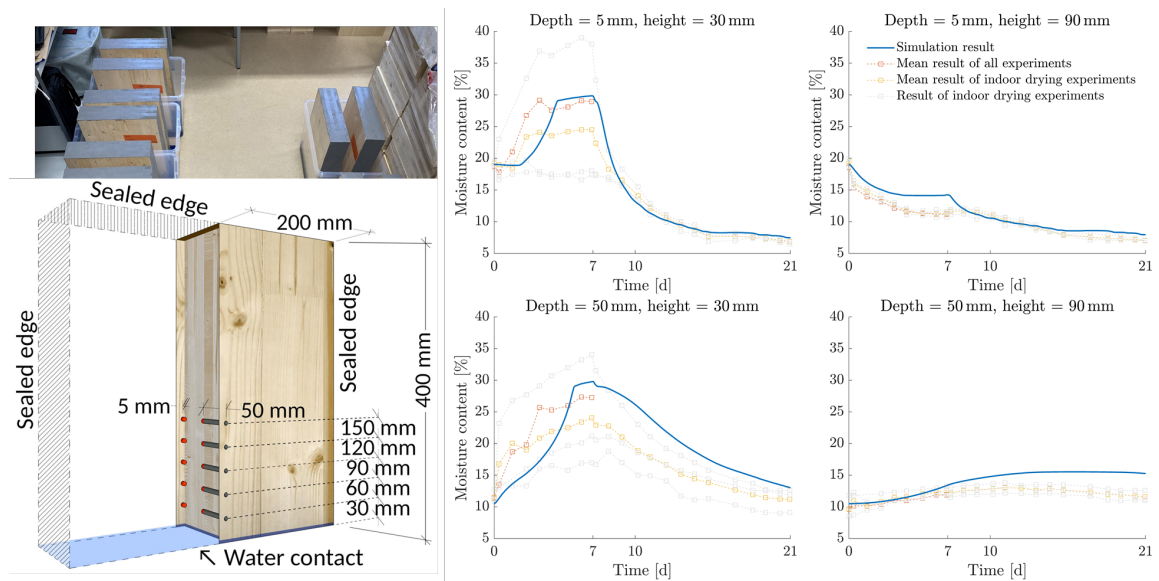 Sealed edge
200 mm
Sealed edge
Sealed edge
400 mm
5 mm
50 mm
150 mm
120 mm
90 mm
60 mm
30 mm
↖ Water contact
Depth = 5 mm, height = 30 mm
Moisture content [%]
40
35
30
25
20
15
10
5
0
7
10
21
Time [d]
Depth = 5 mm, height = 90 mm
Simulation result
Mean result of all experiments
Mean result of indoor drying experiments
Result of indoor drying experiments
Moisture content [%]
40
35
30
25
20
15
10
5
0
7
10
21
Time [d]
Depth = 50 mm, height = 30 mm
Moisture content [%]
40
35
30
25
20
15
10
5
0
7
10
21
Time [d]
Depth = 50 mm, height = 90 mm
Moisture content [%]
40
35
30
25
20
15
10
5
0
7
10
21
Time [d]